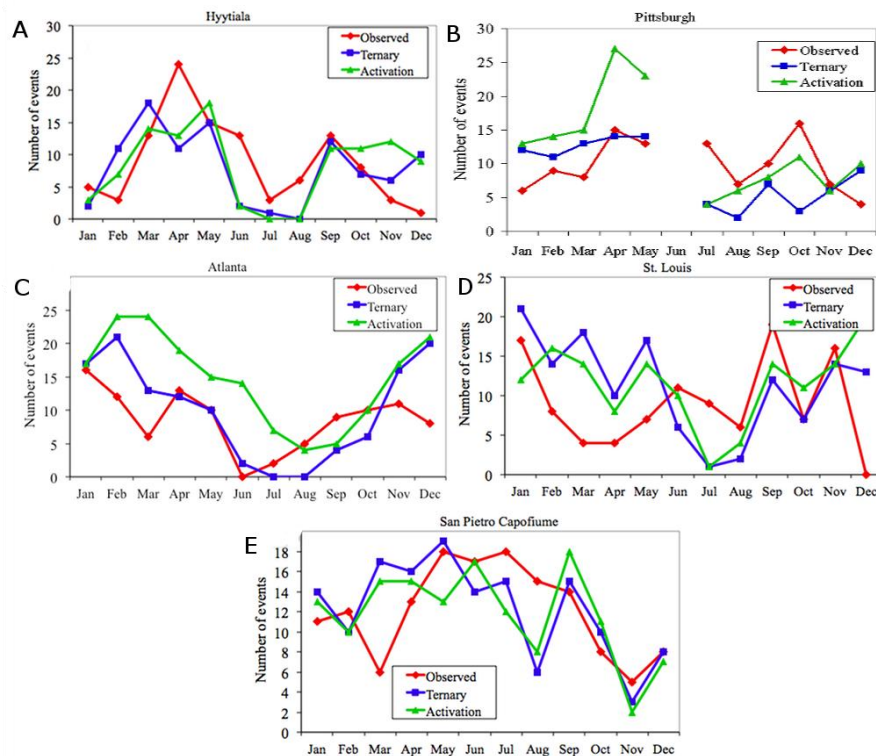 A
Hyytiala
Number of events
30
25
20
15
10
5
0
Observed
Ternary
Activation
Jan Feb Mar Apr May Jun Jul Aug Sep Oct Nov Dec
B
Pittsburgh
Number of events
30
25
20
15
10
5
0
Observed
Ternary
Activation
Jan Feb Mar Apr May Jun Jul Aug Sep Oct Nov Dec
C
Atlanta
Number of events
25
20
15
10
5
0
Observed
Ternary
Activation
Jan Feb Mar Apr May Jun Jul Aug Sep Oct Nov Dec
D
St. Louis
Number of events
25
20
15
10
5
0
Observed
Ternary
Activation
Jan Feb Mar Apr May Jun Jul Aug Sep Oct Nov Dec
E
San Pietro Capofiume
Number of events
18
16
14
12
10
8
6
4
2
0
Observed
Ternary
Activation
Jan Feb Mar Apr May Jun Jul Aug Sep Oct Nov Dec